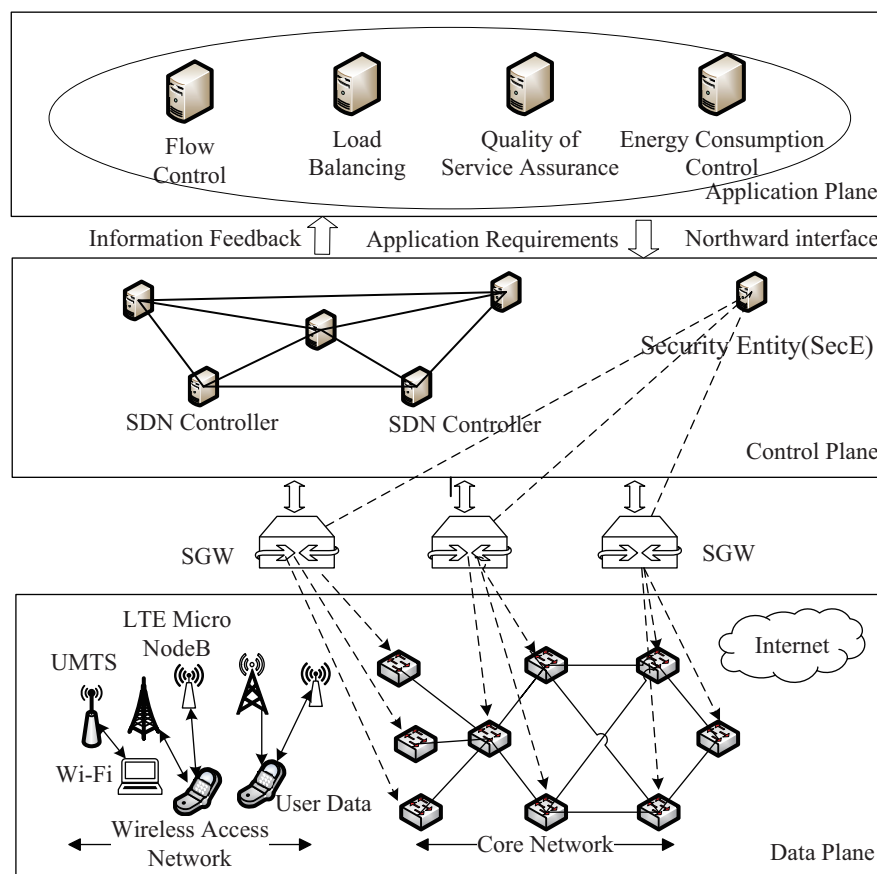 Flow
Control
Load
Balancing
Quality of
Service Assurance
Energy Consumption
Control
Application Plane
Information Feedback
Application Requirements
Northward interface
Security Entity(SecE)
SDN Controller
SDN Controller
Control Plane
SGW
SGW
LTE Micro
NodeB
UMTS
Internet
Wi-Fi
User Data
Wireless Access
Network
Core Network
Data Plane